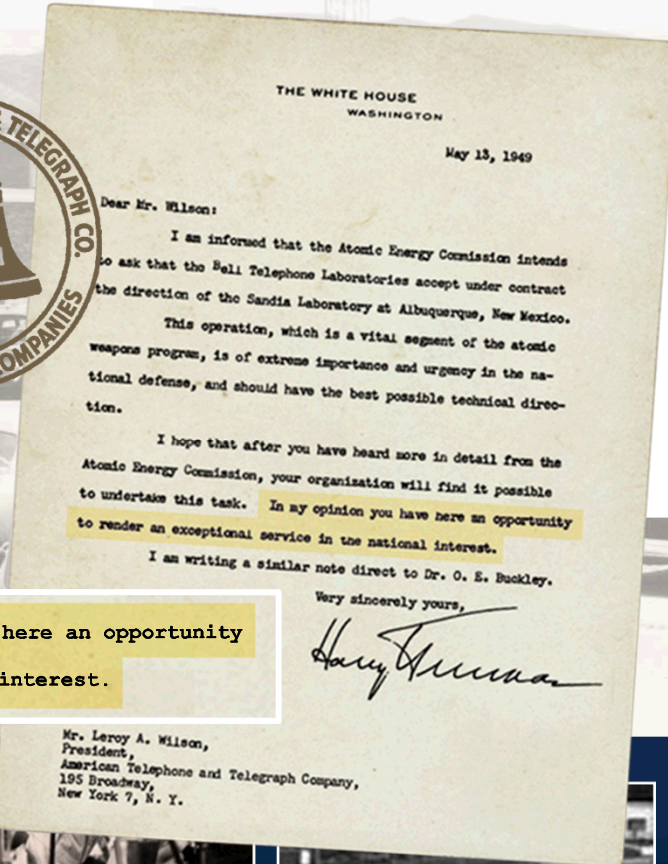 THE WHITE HOUSE
WASHINGTON
May 13, 1949
Dear Mr. Wilson:
I am informed that the Atomic Energy Commission intends
to ask that the Bell Telephone Laboratories accept under contract
the direction of the Sandia Laboratory at Albuquerque, New Mexico.
This operation, which is a vital segment of the atomic
weapons program, is of extreme importance and urgency in the na-
tional defense, and should have the best possible technical direc-
tion.
I hope that after you have heard more in detail from the
Atomic Energy Commission, your organization will find it possible
to undertake this task. In my opinion you have here an opportunity
to render an exceptional service in the national interest.
I am writing a similar note direct to Dr. O. E. Buckley.
Very sincerely yours,
Harry Truman
Mr. Leroy A. Wilson,
President,
American Telephone and Telegraph Company,
195 Broadway,
New York 7, N. Y.
& TELEGRAPH CO.
COMPANIES
here an opportunity
interest.